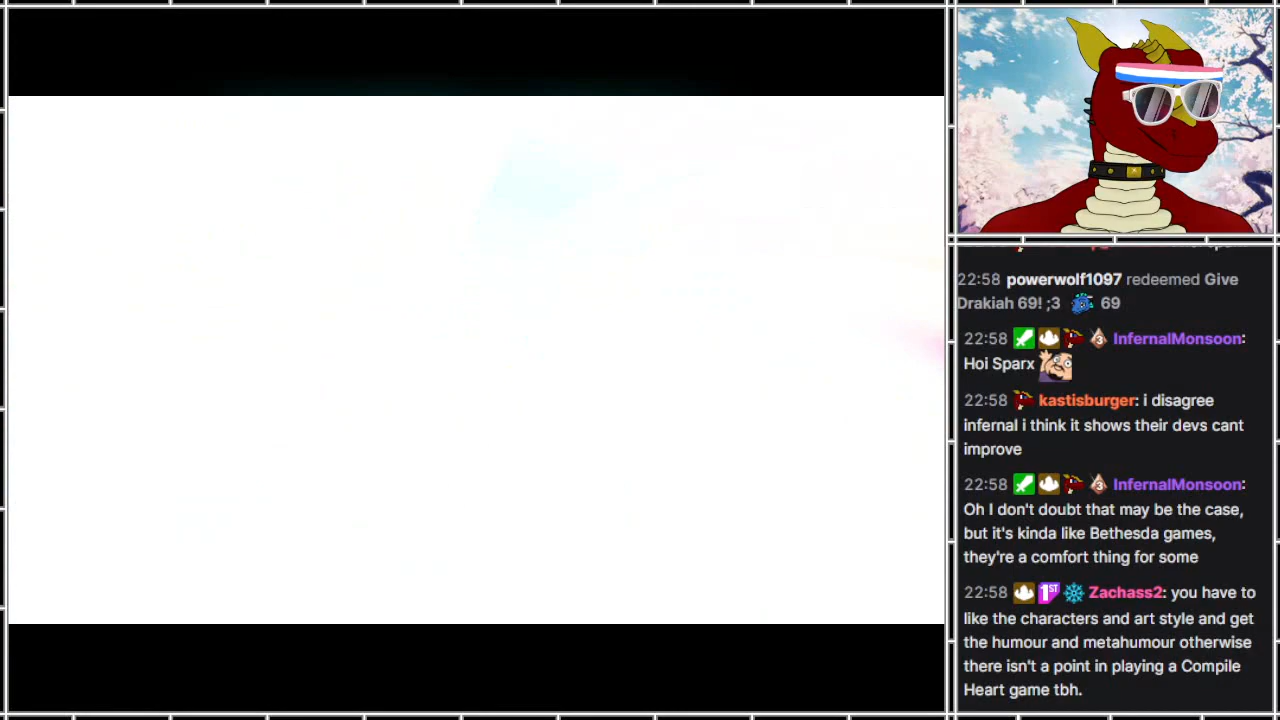 22:58 powerwolf1097 redeemed Give
Drakiah 69! ;3 69
22:58 3 InfernalMonsoon:
Hoi Sparx
22:58 kastisburger: i disagree
infernal i think it shows their devs cant
improve
22:58 3 InfernalMonsoon:
Oh I don't doubt that may be the case,
but it's kinda like Bethesda games,
they're a comfort thing for some
22:58 1ST Zachass2: you have to
like the characters and art style and get
the humour and metahumour otherwise
there isn't a point in playing a Compile
Heart game tbh.